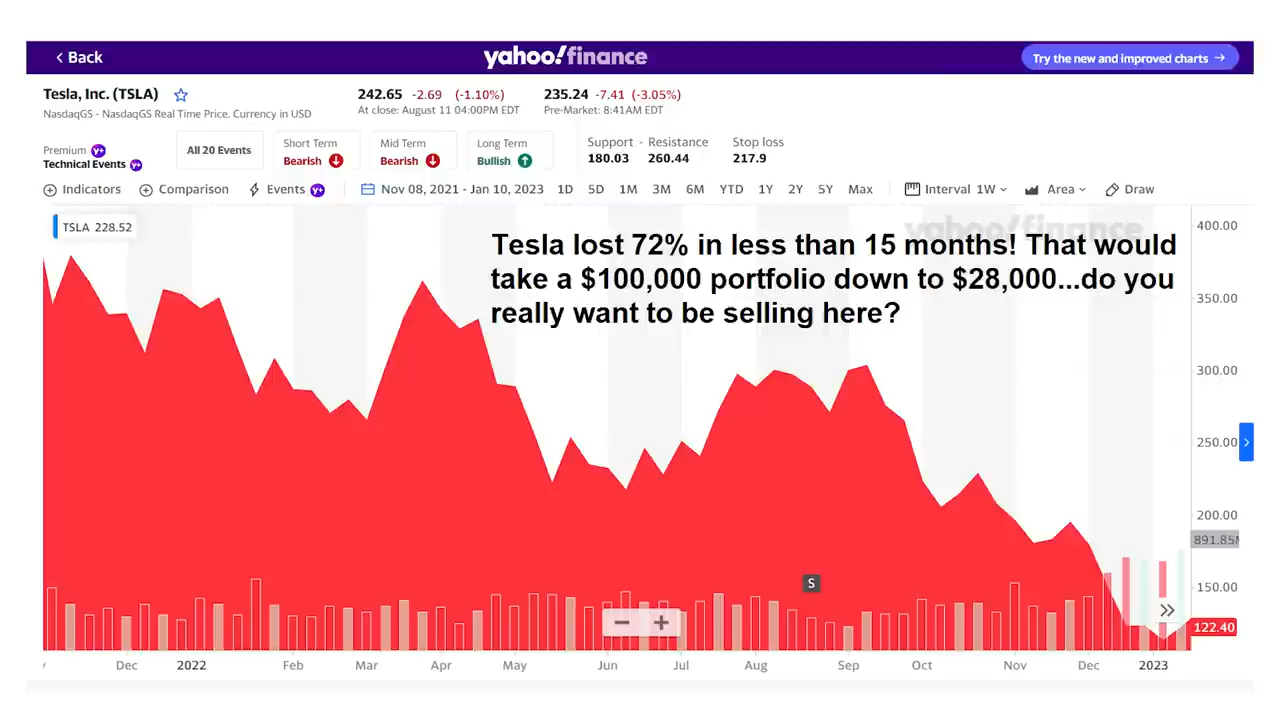 Back
yahoo!finance
Try the new and improved charts →
Tesla, Inc. (TSLA)
NasdaqGS - NasdaqGS Real Time Price. Currency in USD
242.65 -2.69 (-1.10%)
At close: August 11 04:00PM EDT
235.24 -7.41 (-3.05%)
Pre-Market: 8:41AM EDT
Premium y+
Technical Events y+
All 20 Events
Short Term
Bearish
Mid Term
Bearish
Long Term
Bullish
Support - Resistance
180.03 260.44
Stop loss
217.9
Indicators Comparison Events y+ Nov 08, 2021 - Jan 10, 2023 1D 5D 1M 3M 6M YTD 1Y 2Y 5Y Max Interval 1W Area Draw
TSLA 228.52
yahoo!finance
Tesla lost 72% in less than 15 months! That would
take a $100,000 portfolio down to $28,000...do you
really want to be selling here?
400.00
350.00
300.00
250.00
200.00
891.85M
150.00
122.40
S
Dec 2022 Feb Mar Apr May Jun Jul Aug Sep Oct Nov Dec 2023